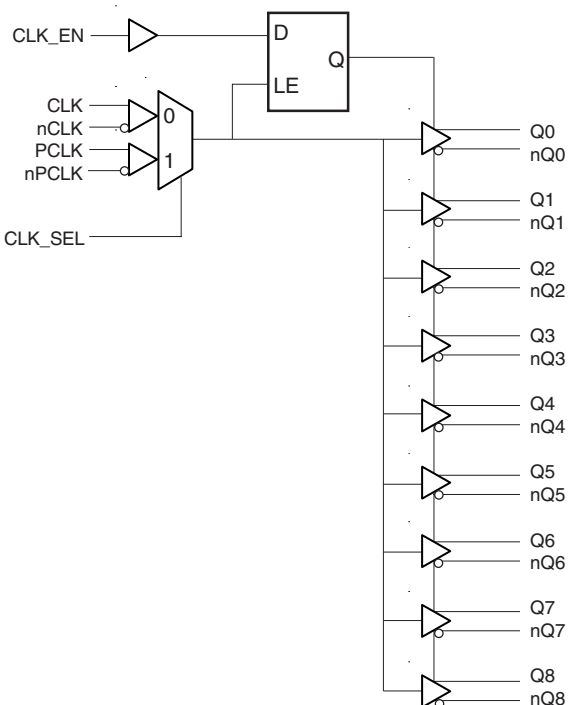 CLK_EN
D
Q
LE
CLK
nCLK
0
PCLK
nPCLK
1
CLK_SEL
Q0
nQ0
Q1
nQ1
Q2
nQ2
Q3
nQ3
Q4
nQ4
Q5
nQ5
Q6
nQ6
Q7
nQ7
Q8
nQ8